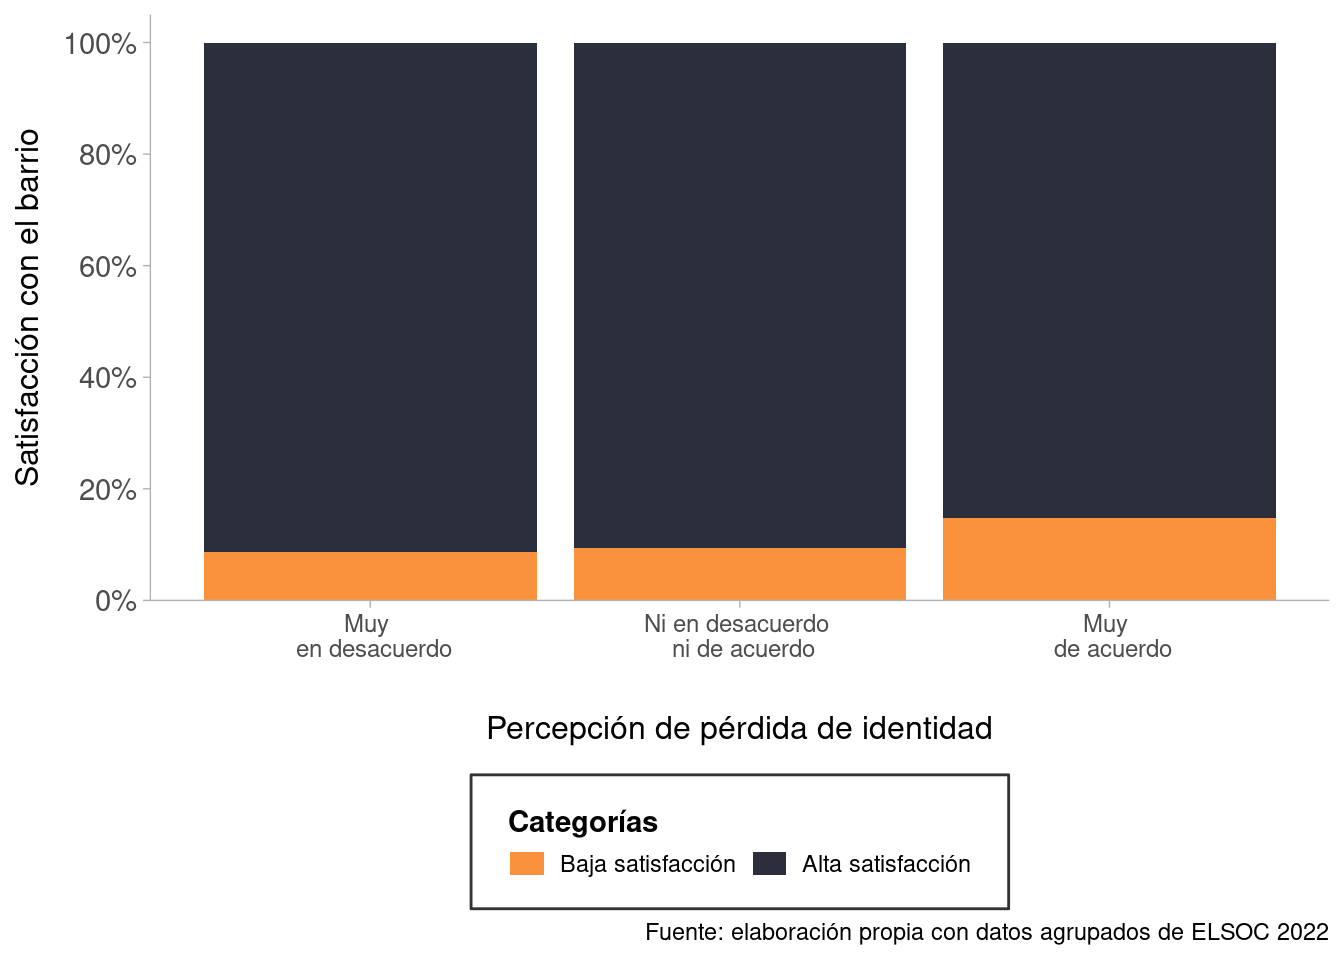 Satisfacción con el barrio
100%
80%
60%
40%
20%
0%
Muy
en desacuerdo
Ni en desacuerdo
ni de acuerdo
Muy
de acuerdo
Percepción de pérdida de identidad
Categorías
Baja satisfacción
Alta satisfacción
Fuente: elaboración propia con datos agrupados de ELSOC 2022